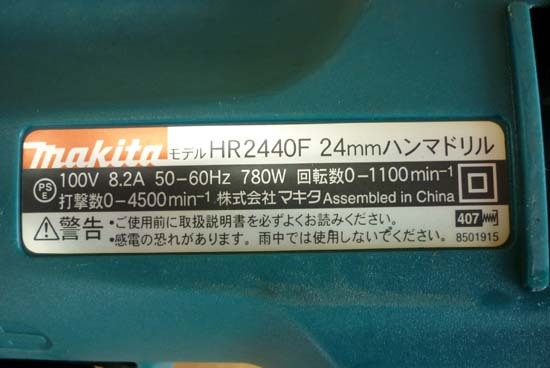 makita モデル HR2440F 24mmハンマドリル
PS E 100V 8.2A 50-60Hz 780W 回転数0-1100min⁻¹
打撃数0-4500min⁻¹.株式会社マキタ Assembled in China
⚠警告 •ご使用前に取扱説明書を必ずよくお読みください。 407
•感電の恐れがあります。雨中では使用しないでください。 8501915